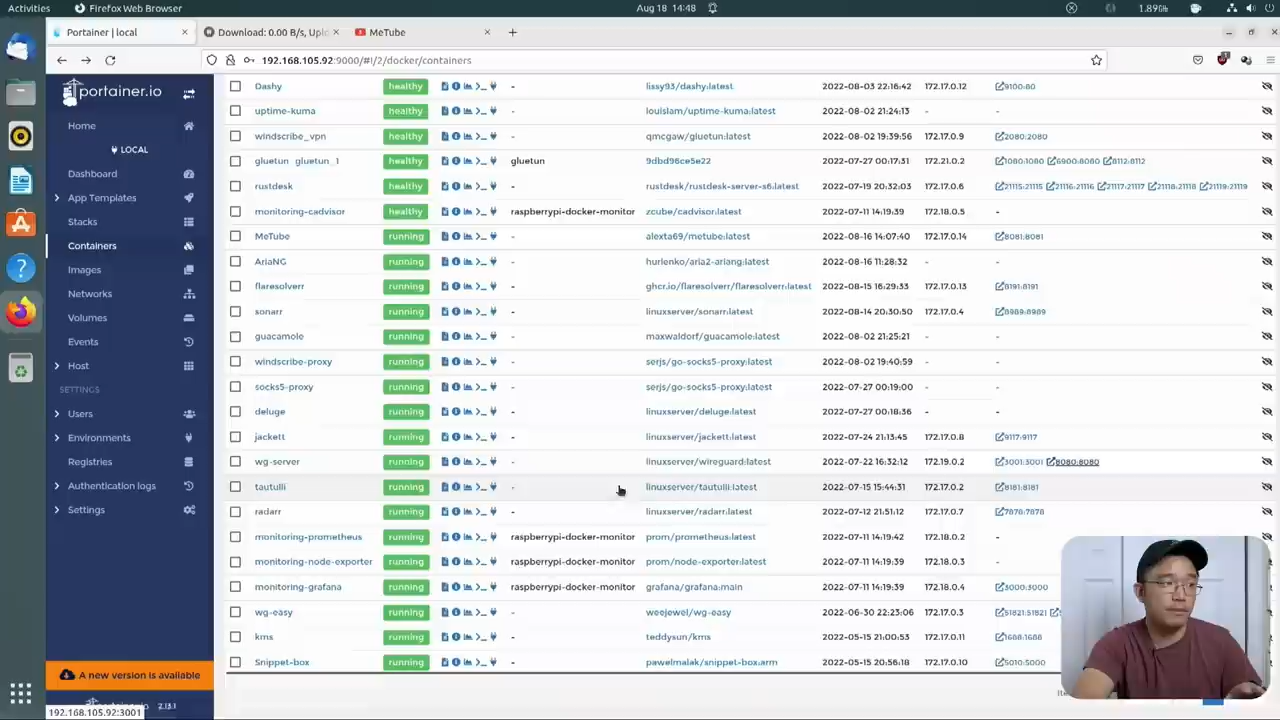 Activities Firefox Web Browser Aug 18 14:48 1.890%
Portainer | local Download: 0.00 B/s, Uplo MeTube
192.168.105.92:9000/#!/2/docker/containers
portainer.io
Home
LOCAL
Dashboard
App Templates
Stacks
Containers
Images
Networks
Volumes
Events
Host
SETTINGS
Users
Environments
Registries
Authentication logs
Settings
A new version is available
portainer.io 2.13.1
192.168.105.92:3001
Dashy healthy - lissy93/dashy:latest 2022-08-03 22:16:42 172.17.0.12 9100:80
uptime-kuma healthy - louislam/uptime-kuma:latest 2022-08-02 21:24:13 - -
windscribe_vpn healthy - qmcgaw/gluetun:latest 2022-08-02 19:39:56 172.17.0.9 2080:2080
gluetun_gluetun_1 healthy gluetun 9dbd96ce5e22 2022-07-27 00:17:31 172.21.0.2 1080:1080 6900:8080 8112:8112
rustdesk healthy - rustdesk/rustdesk-server-s6:latest 2022-07-19 20:32:03 172.17.0.6 21115:21115 21116:21116 21117:21117 21118:21118 21119:21119
monitoring-cadvisor healthy raspberrypi-docker-monitor zcube/cadvisor:latest 2022-07-11 14:19:39 172.18.0.5 -
MeTube running - alexta69/metube:latest 2022-08-16 14:07:40 172.17.0.14 8081:8081
AriaNG running - hurlenko/aria2-ariang:latest 2022-08-16 11:28:32 - -
flaresolverr running - ghcr.io/flaresolverr/flaresolverr:latest 2022-08-15 16:29:33 172.17.0.13 8191:8191
sonarr running - linuxserver/sonarr:latest 2022-08-14 20:30:50 172.17.0.4 8989:8989
guacamole running - maxwaldorf/guacamole:latest 2022-08-02 21:25:21 - -
windscribe-proxy running - serjs/go-socks5-proxy:latest 2022-08-02 19:40:59 - -
socks5-proxy running - serjs/go-socks5-proxy:latest 2022-07-27 00:19:00 - -
deluge running - linuxserver/deluge:latest 2022-07-27 00:18:36 - -
jackett running - linuxserver/jackett:latest 2022-07-24 21:13:45 172.17.0.8 9117:9117
wg-server running - linuxserver/wireguard:latest 2022-07-22 16:32:12 172.19.0.2 3001:3001 8080:8080
tautulli running - linuxserver/tautulli:latest 2022-07-15 15:44:31 172.17.0.2 8181:8181
radarr running - linuxserver/radarr:latest 2022-07-12 21:51:12 172.17.0.7 7878:7878
monitoring-prometheus running raspberrypi-docker-monitor prom/prometheus:latest 2022-07-11 14:19:42 172.18.0.2 -
monitoring-node-exporter running raspberrypi-docker-monitor prom/node-exporter:latest 2022-07-11 14:19:39 172.18.0.3 -
monitoring-grafana running raspberrypi-docker-monitor grafana/grafana:main 2022-07-11 14:19:39 172.18.0.4 3000:3000
wg-easy running - weejewel/wg-easy 22:23:06 172.17.0.3 51821:51821
kms running - teddysun/kms 2022-05-15 21:00:53 172.17.0.11 1688:1688
Snippet-box running - pawelmalak/snippet-box:arm 2022-05-15 20:56:18 172.17.0.10 5010:5000